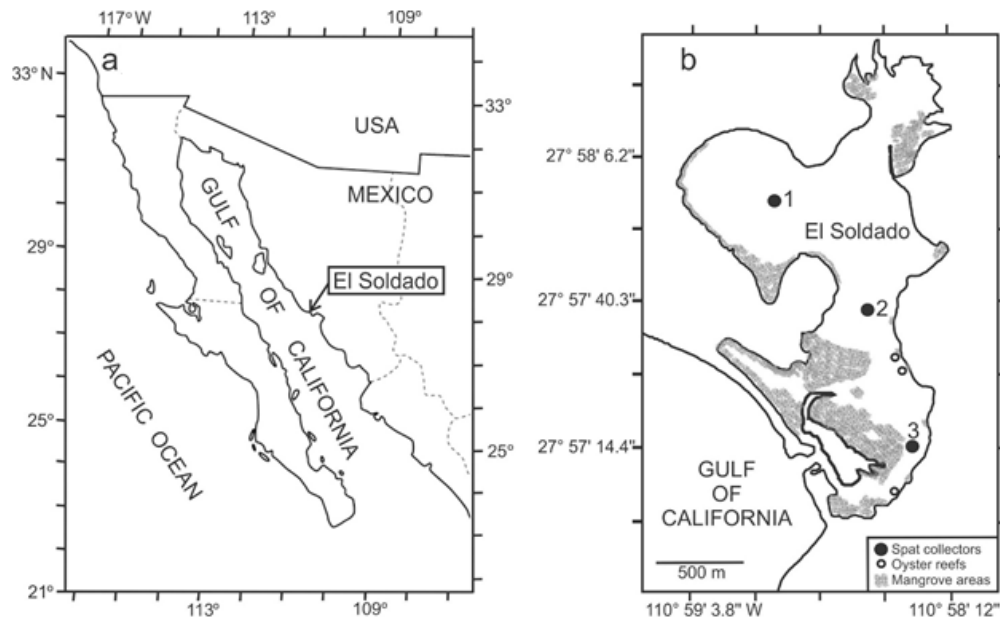 117° W
113°
109°
a
33° N
33°
USA
MEXICO
GULF
OF
CALIFORNIA
29°
29°
El Soldado
PACIFIC OCEAN
25°
25°
21°
113°
109°
b
27° 58' 6.2"
1
El Soldado
27° 57' 40.3"
2
27° 57' 14.4"
3
GULF
OF
CALIFORNIA
Spat collectors
Oyster reefs
Mangrove areas
500 m
110° 59' 3.8" W
110° 58' 12"